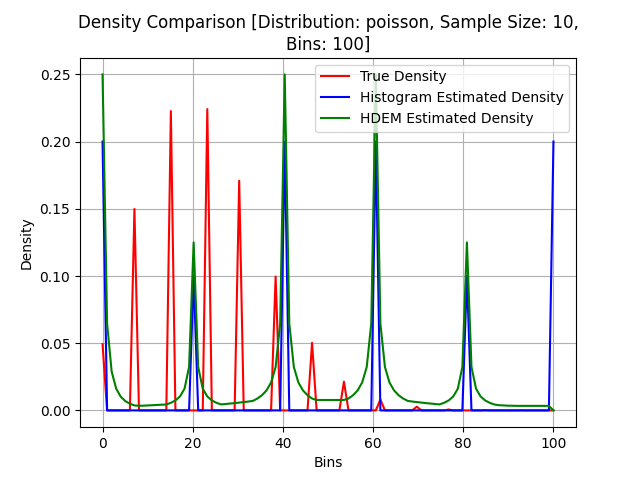 Density Comparison [Distribution: poisson, Sample Size: 10,
Bins: 100]
True Density
Histogram Estimated Density
HDEM Estimated Density
Density
0.25
0.20
0.15
0.10
0.05
0.00
0 20 40 60 80 100
Bins